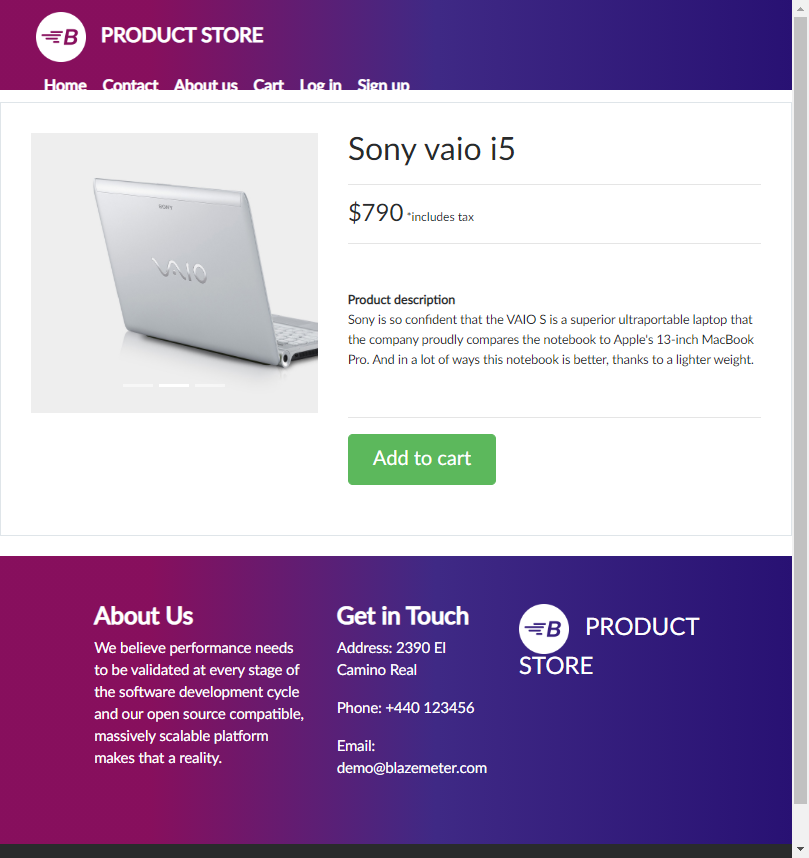 B PRODUCT STORE
Home Contact About us Cart Log in Sign up
Sony vaio i5
SONY
VAIO
$790 *includes tax
Product description
Sony is so confident that the VAIO S is a superior ultraportable laptop that
the company proudly compares the notebook to Apple's 13-inch MacBook
Pro. And in a lot of ways this notebook is better, thanks to a lighter weight.
Add to cart
About Us
We believe performance needs
to be validated at every stage of
the software development cycle
and our open source compatible,
massively scalable platform
makes that a reality.
Get in Touch
Address: 2390 El
Camino Real
Phone: +440 123456
Email:
demo@blazemeter.com
B PRODUCT
STORE